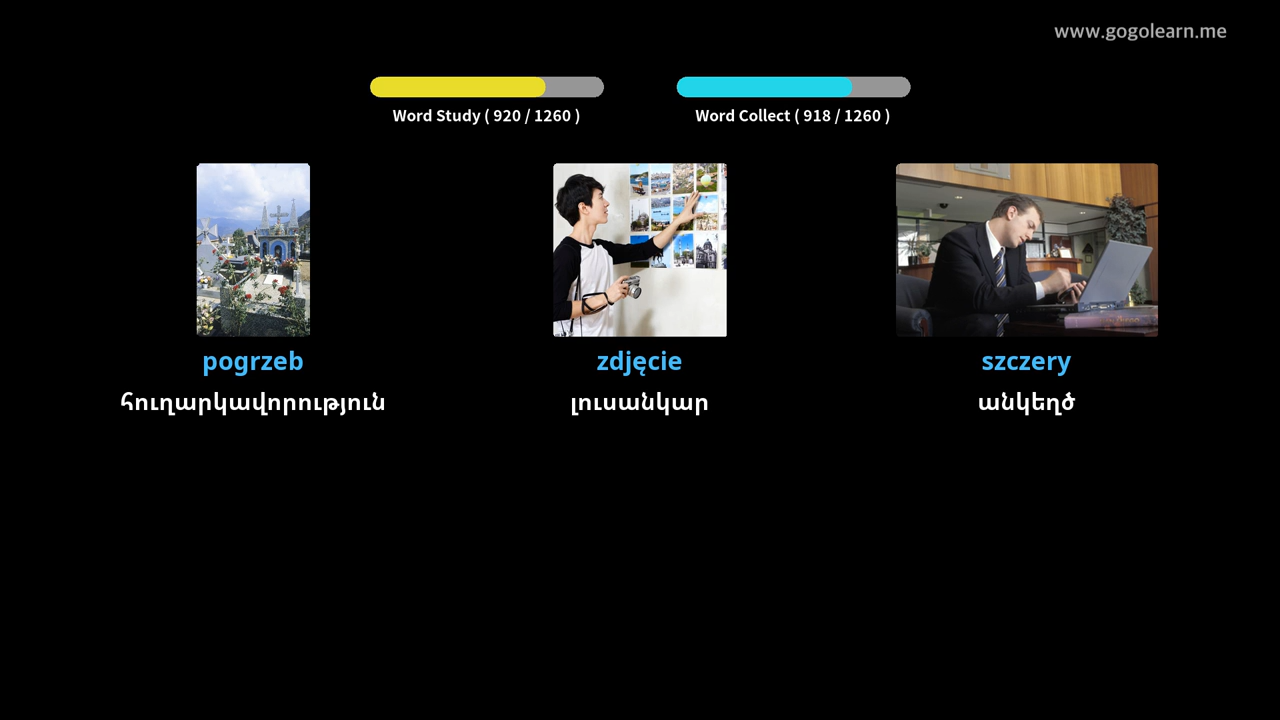 www.gogolearn.me
Word Study ( 920 / 1260 )
Word Collect ( 918 / 1260 )
pogrzeb
zdjęcie
szczery
հուղարկավորություն
լուսանկար
անկեղծ